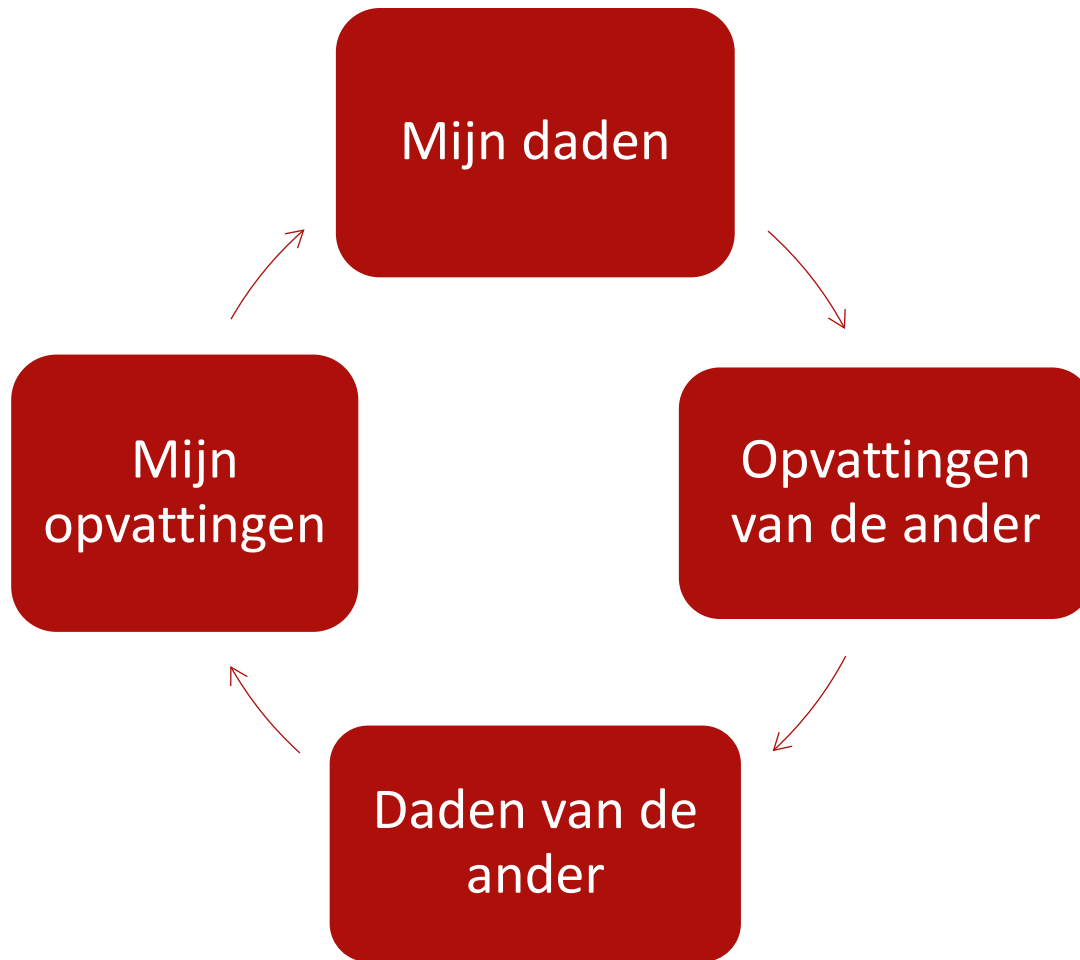 Mijn daden
Opvattingen
van de ander
Daden van de
ander
Mijn
opvattingen